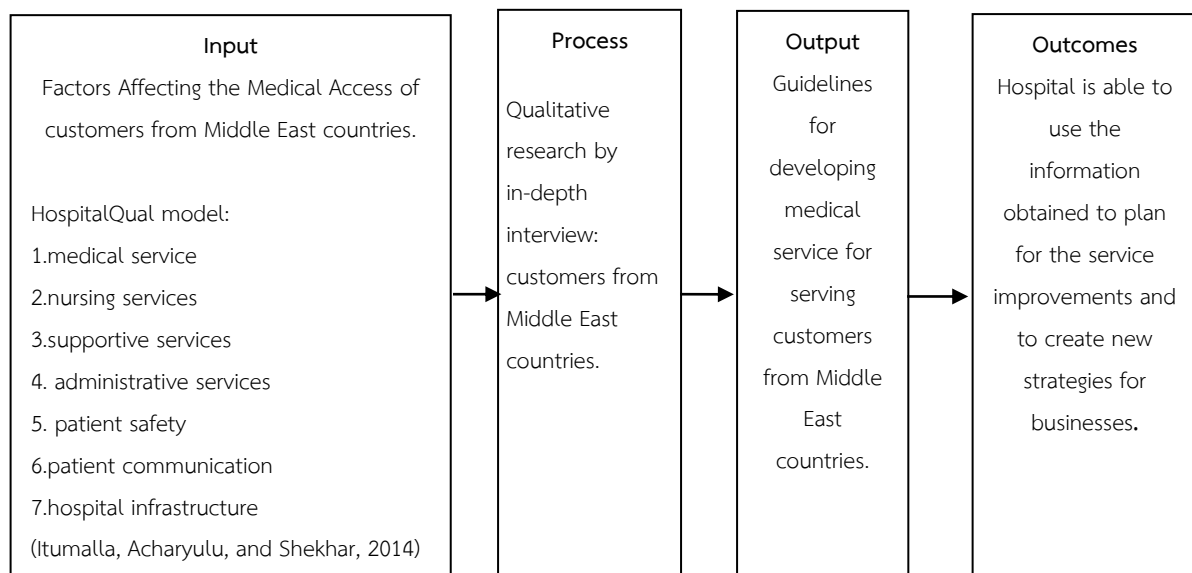 Input
Factors Affecting the Medical Access of
customers from Middle East countries.
HospitalQual model:
1.medical service
2.nursing services
3.supportive services
4. administrative services
5. patient safety
6.patient communication
7.hospital infrastructure
(Itumalla, Acharyulu, and Shekhar, 2014)
Process
Qualitative
research by
in-depth
interview:
customers from
Middle East
countries.
Output
Guidelines
for
developing
medical
service for
serving
customers
from Middle
East
countries.
Outcomes
Hospital is able to
use the
information
obtained to plan
for the service
improvements and
to create new
strategies for
businesses.